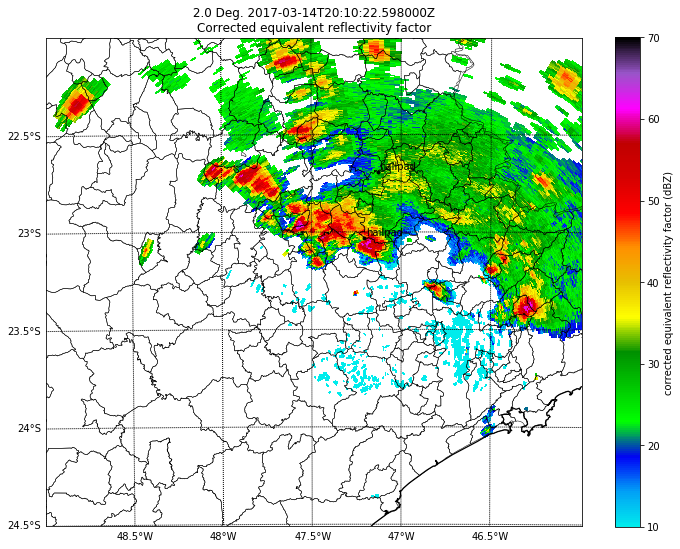 2.0 Deg. 2017-03-14T20:10:22.598000Z
Corrected equivalent reflectivity factor
70
60
50
40
30
20
10
corrected equivalent reflectivity factor (dBZ)
22.5°S
23°S
23.5°S
24°S
24.5°S
hailpad
hailpad
48.5°W
48°W
47.5°W
47°W
46.5°W